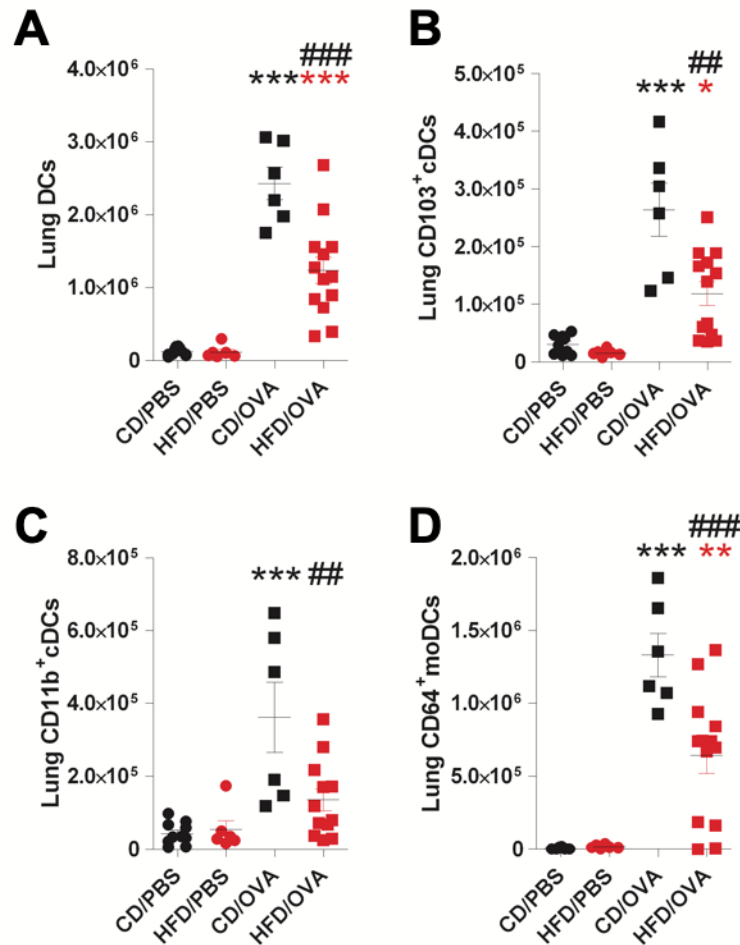 A
###
*** ***
4.0×10⁶
3.0×10⁶
2.0×10⁶
1.0×10⁶
0
Lung DCs
CD/PBS
HFD/PBS
CD/OVA
HFD/OVA
B
##
*** *
5.0×10⁵
4.0×10⁵
3.0×10⁵
2.0×10⁵
1.0×10⁵
0
Lung CD103⁺cDCs
CD/PBS
HFD/PBS
CD/OVA
HFD/OVA
C
*** ##
8.0×10⁵
6.0×10⁵
4.0×10⁵
2.0×10⁵
0
Lung CD11b⁺cDCs
CD/PBS
HFD/PBS
CD/OVA
HFD/OVA
D
###
*** **
2.0×10⁶
1.5×10⁶
1.0×10⁶
5.0×10⁵
0
Lung CD64⁺moDCs
CD/PBS
HFD/PBS
CD/OVA
HFD/OVA